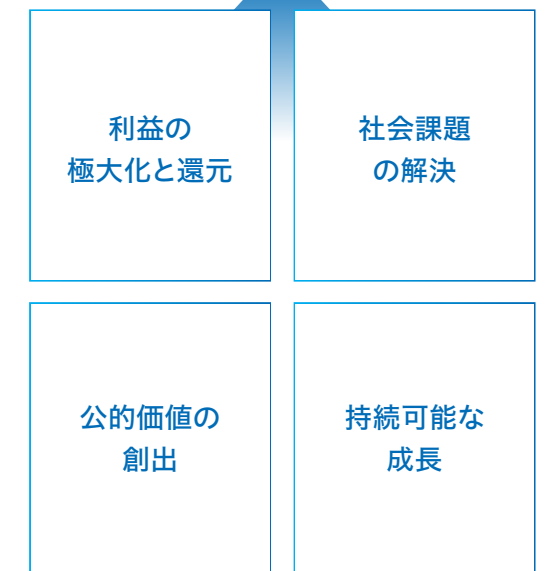 利益の
極大化と還元
社会課題
の解決
公的価値の
創出
持続可能な
成長